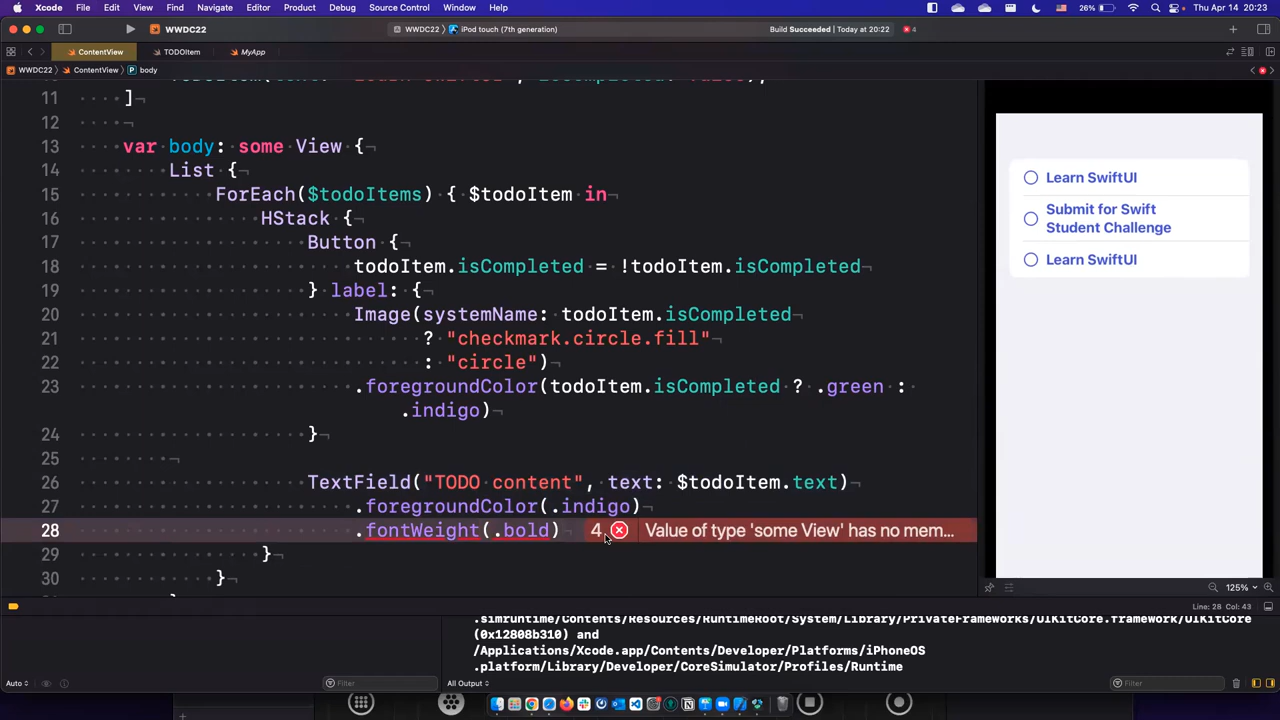 Xcode File Edit View Find Navigate Editor Product Debug Source Control Window Help 26% Thu Apr 14 20:23
WWDC22 WWDC22 〉 iPod touch (7th generation) Build Succeeded | Today at 20:22 4
ContentView TODOItem MyApp
WWDC22 〉 ContentView 〉 P body
11 ]
12
13 var body: some View {
14 List {
15 ForEach($todoItems) { $todoItem in
16 HStack {
17 Button {
18 todoItem.isCompleted = !todoItem.isCompleted
19 } label: {
20 Image(systemName: todoItem.isCompleted
21 ? "checkmark.circle.fill"
22 : "circle")
23 .foregroundColor(todoItem.isCompleted ? .green :
.indigo)
24 }
25
26 TextField("TODO content", text: $todoItem.text)
27 .foregroundColor(.indigo)
28 .fontWeight(.bold) 4 Value of type 'some View' has no mem...
29 }
30 }
Learn SwiftUI
Submit for Swift
Student Challenge
Learn SwiftUI
125%
Line: 28 Col: 43
.simruntime/Contents/Resources/RuntimeRoot/System/Library/PrivateFrameworks/UIKitCore.framework/UIKitCore
(0x12808b310) and
/Applications/Xcode.app/Contents/Developer/Platforms/iPhoneOS
.platform/Library/Developer/CoreSimulator/Profiles/Runtime
Auto Filter All Output Filter